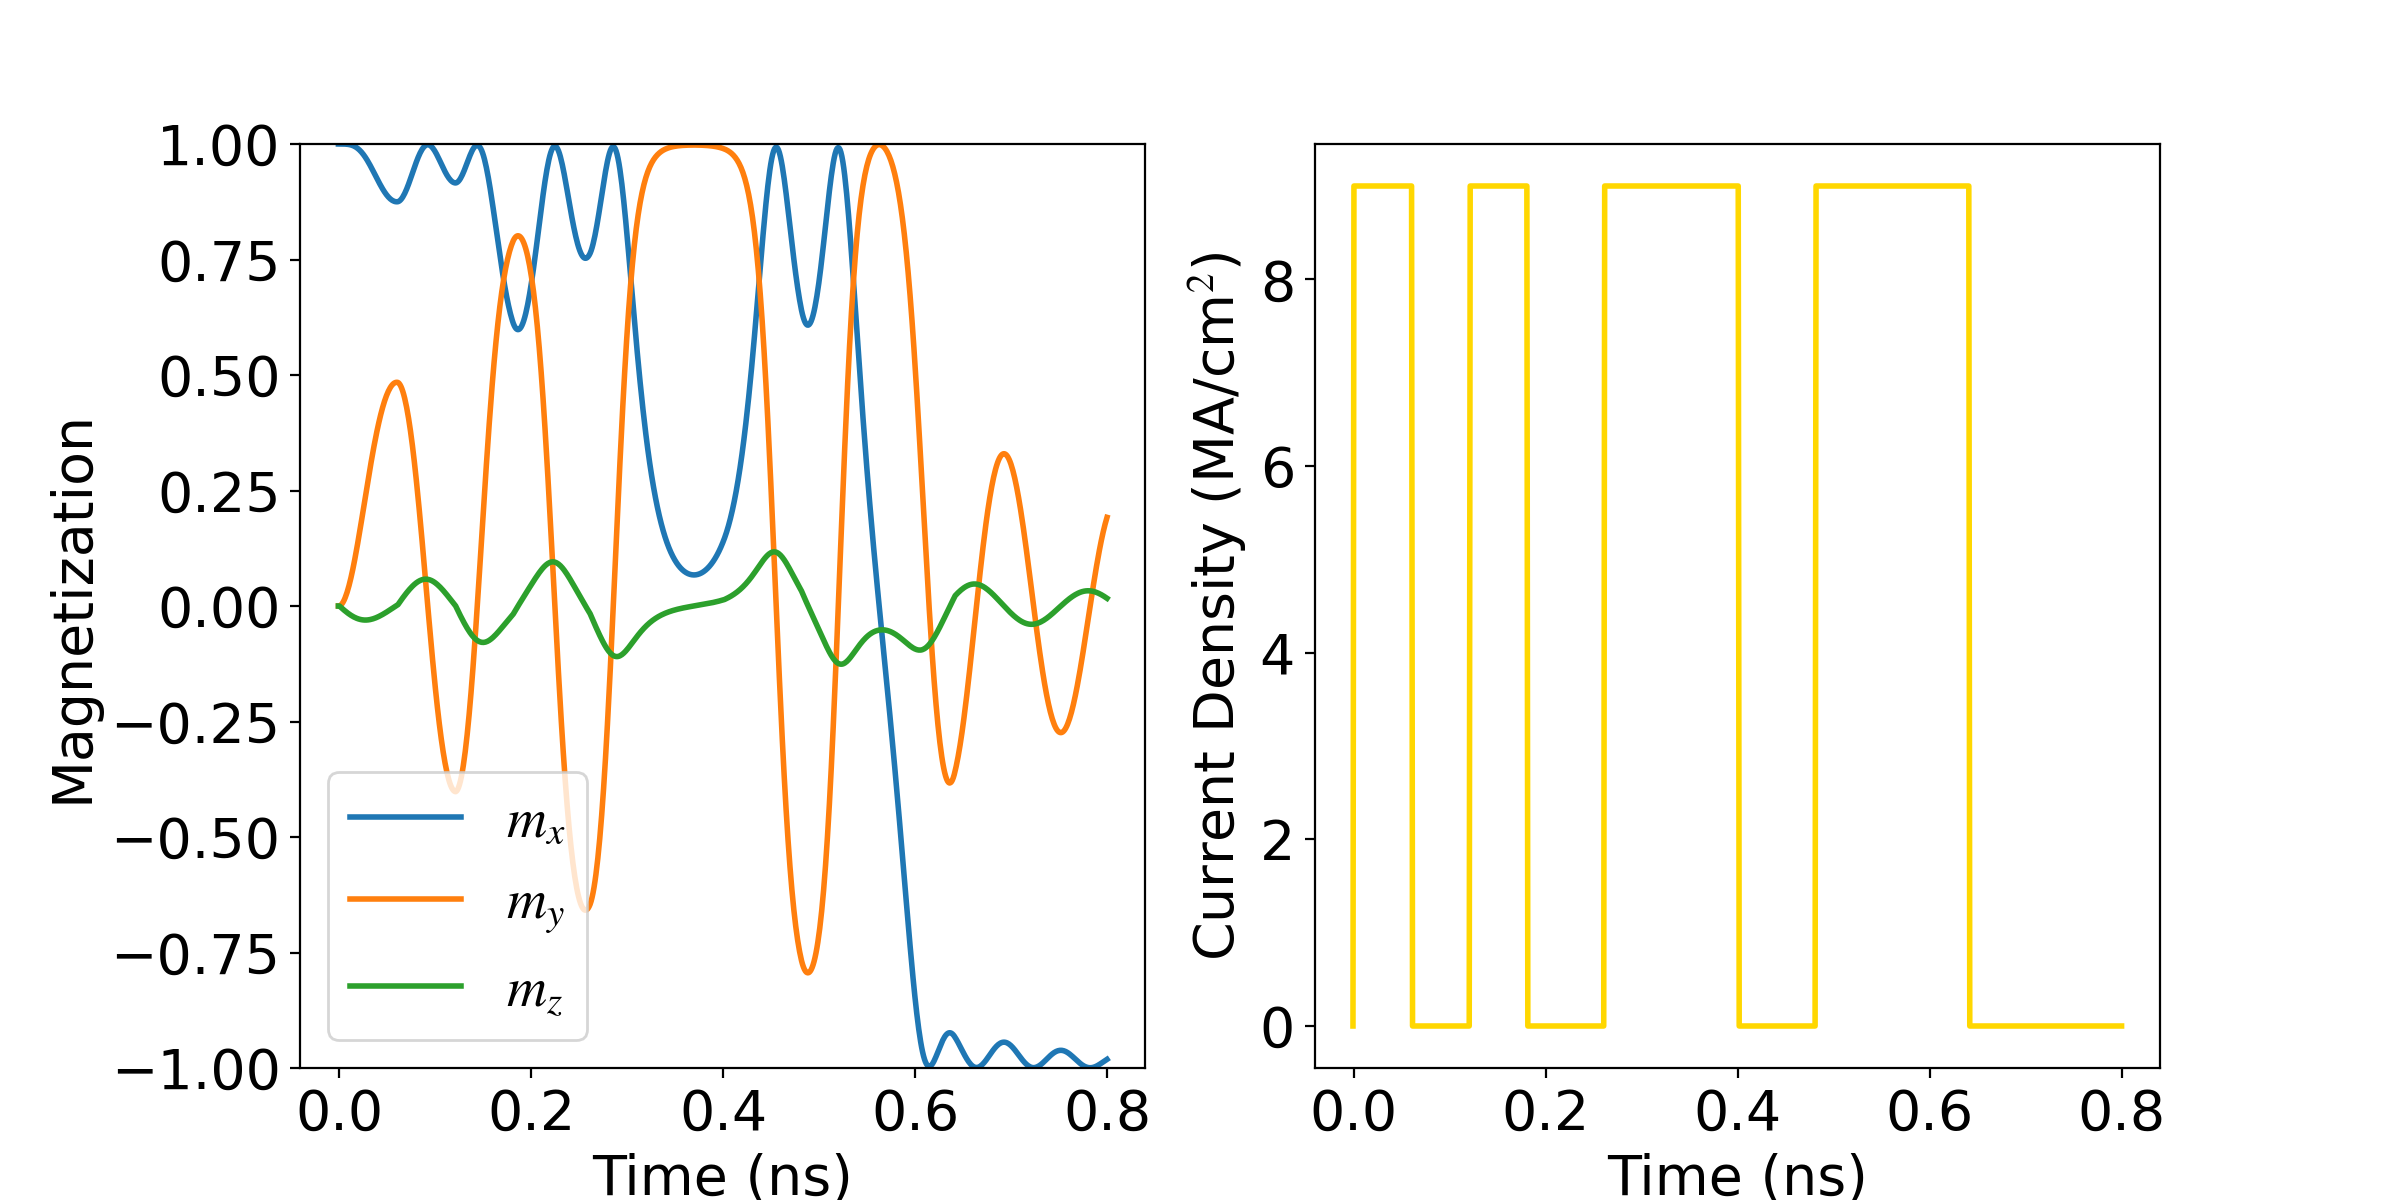 Magnetization
1.00
0.75
0.50
0.25
0.00
−0.25
−0.50
−0.75
−1.00
0.0 0.2 0.4 0.6 0.8
Time (ns)
m_x
m_y
m_z
Current Density (MA/cm²)
8
6
4
2
0
0.0 0.2 0.4 0.6 0.8
Time (ns)